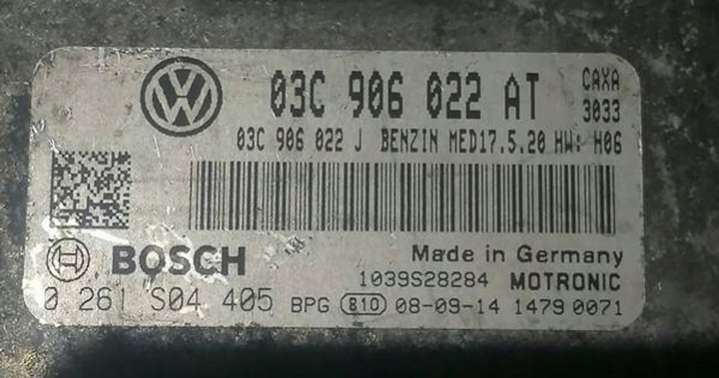 03C 906 022 AT CAXA
3033
03C 906 022 J BENZIN MED17.5.20 HW: H06
BOSCH Made in Germany
1039S28284 MOTRONIC
0 261 S04 405 BPG 810 08-09-14 1479 0071